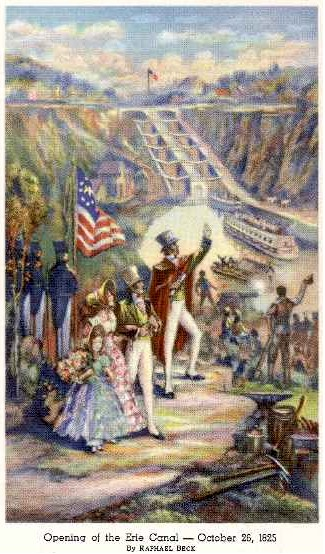 Opening of the Erie Canal — October 26, 1825
By Raphael Beck